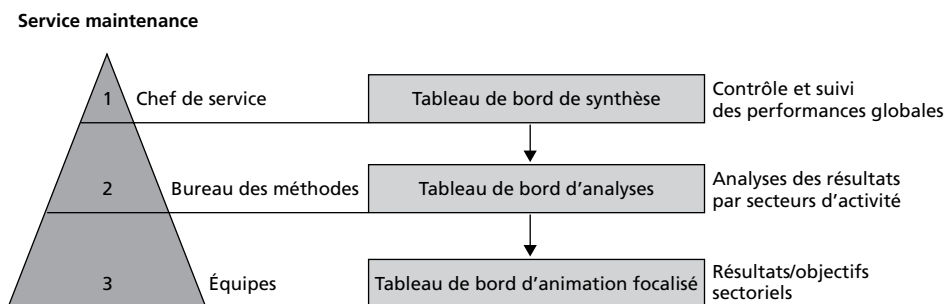 Service maintenance
1 Chef de service Tableau de bord de synthèse Contrôle et suivi
des performances globales
2 Bureau des méthodes Tableau de bord d’analyses Analyses des résultats
par secteurs d’activité
3 Équipes Tableau de bord d’animation focalisé Résultats/objectifs
sectoriels